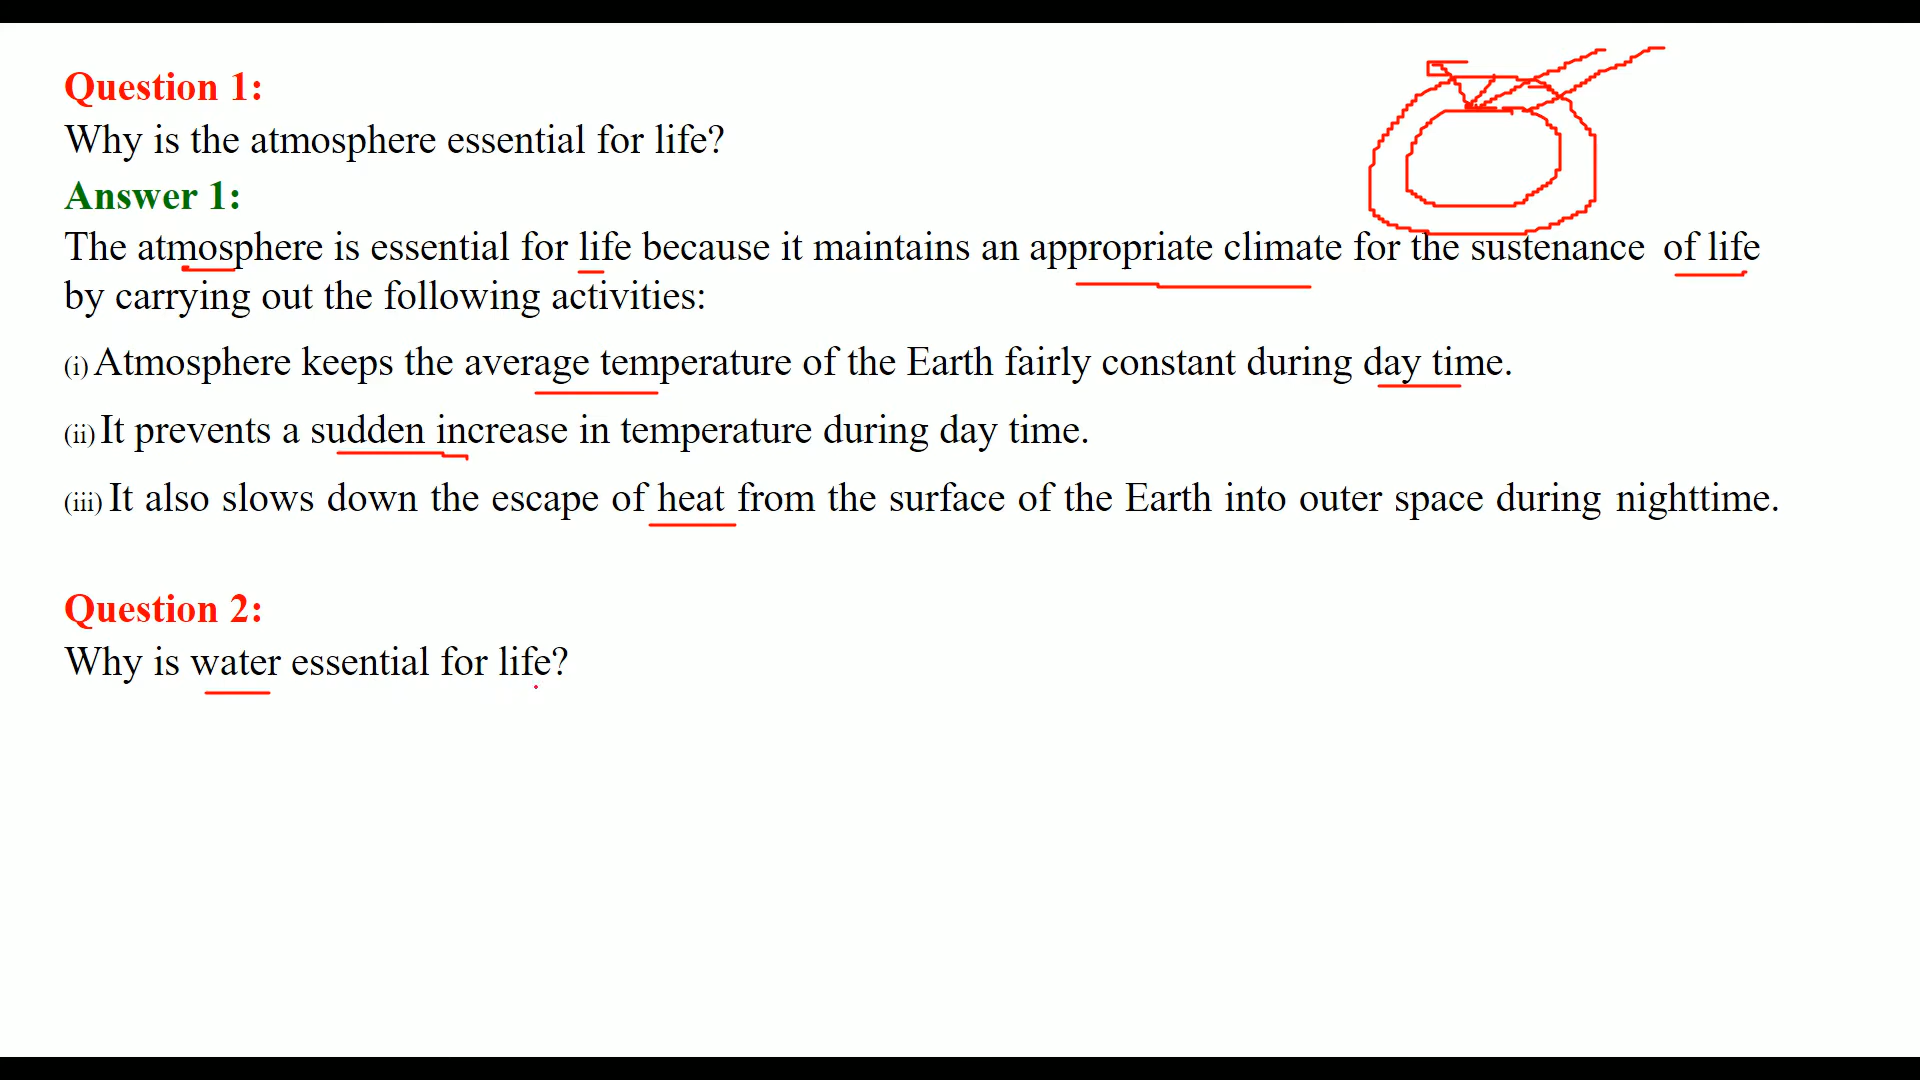 Question 1:
Why is the atmosphere essential for life?
Answer 1:
The atmosphere is essential for life because it maintains an appropriate climate for the sustenance of life
by carrying out the following activities:
(i) Atmosphere keeps the average temperature of the Earth fairly constant during day time.
(ii) It prevents a sudden increase in temperature during day time.
(iii) It also slows down the escape of heat from the surface of the Earth into outer space during nighttime.
Question 2:
Why is water essential for life?